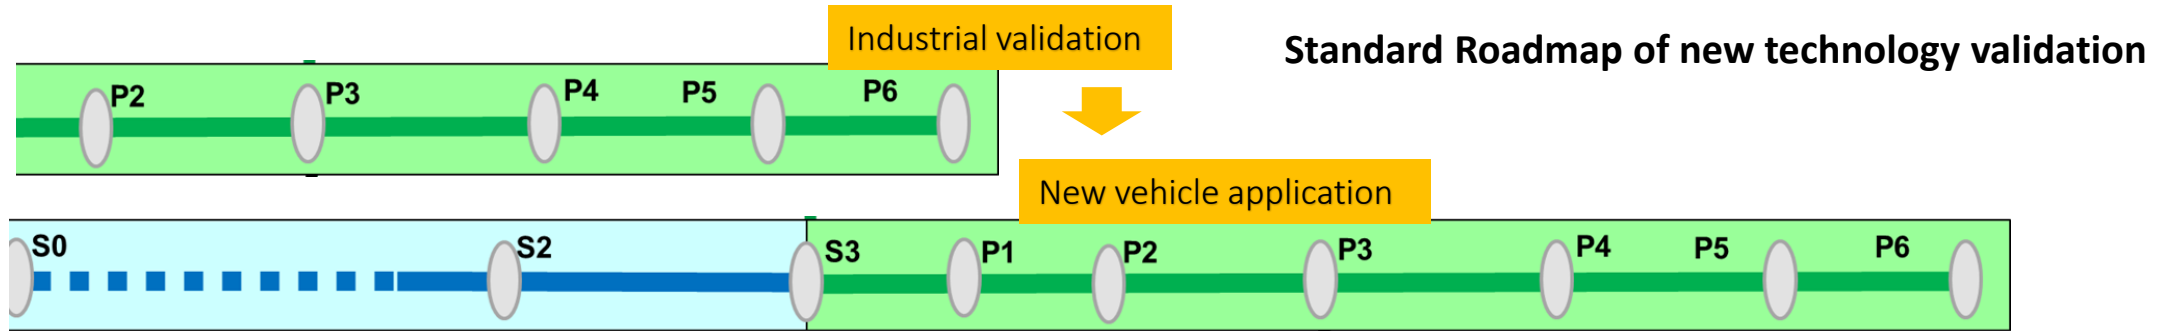 Industrial validation
Standard Roadmap of new technology validation
P2
P3
P4
P5
P6
New vehicle application
S0
S2
S3
P1
P2
P3
P4
P5
P6